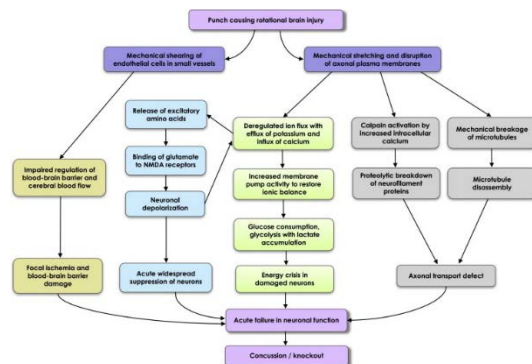 Punch causing rotational brain injury
Mechanical shearing of
endothelial cells in small vessels
Mechanical stretching and disruption
of axonal plasma membranes
Release of excitatory
amino acids
Deregulated ion flux with
efflux of potassium and
influx of calcium
Calpain activation by
increased intracellular
calcium
Mechanical breakage
of microtubules
Impaired regulation of
blood-brain barrier and
cerebral blood flow
Binding of glutamate to
NMDA receptors
Increased membrane
pump activity to restore
ionic balance
Proteolytic breakdown
of neurofilament
proteins
Microtubule
disassembly
Neuronal
depolarization
Glucose consumption,
glycolysis with lactate
accumulation
Focal ischemia and
blood-brain barrier
damage
Acute widespread
suppression of neurons
Energy crisis in
damaged neurons
Axonal transport defect
Acute failure in neuronal function
Concussion / knockout